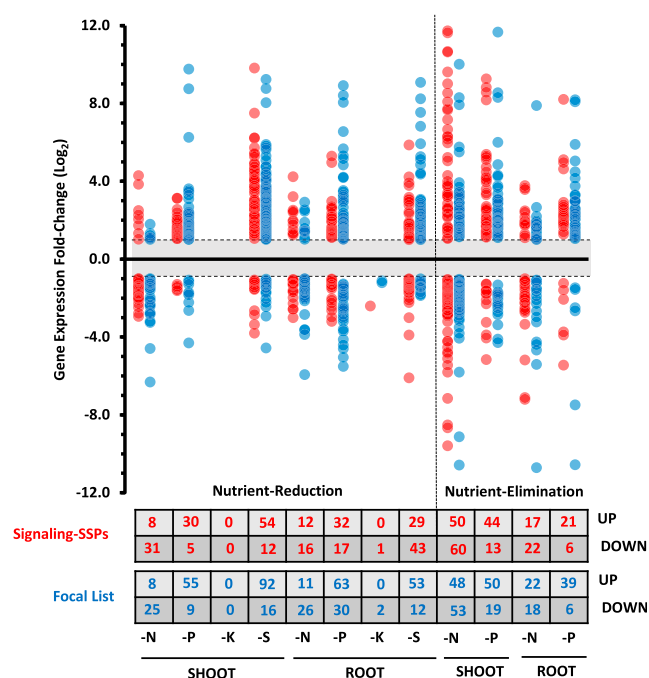 12.0
8.0
4.0
0.0
-4.0
-8.0
-12.0
Gene Expression Fold-Change (Log2)
Nutrient-Reduction Nutrient-Elimination
Signaling-SSPs
8 30 0 54 12 32 0 29 50 44 17 21 UP
31 5 0 12 16 17 1 43 60 13 22 6 DOWN
Focal List
8 55 0 92 11 63 0 53 48 50 22 39 UP
25 9 0 16 26 30 2 12 53 19 18 6 DOWN
-N -P -K -S -N -P -K -S -N -P -N -P
SHOOT ROOT SHOOT ROOT